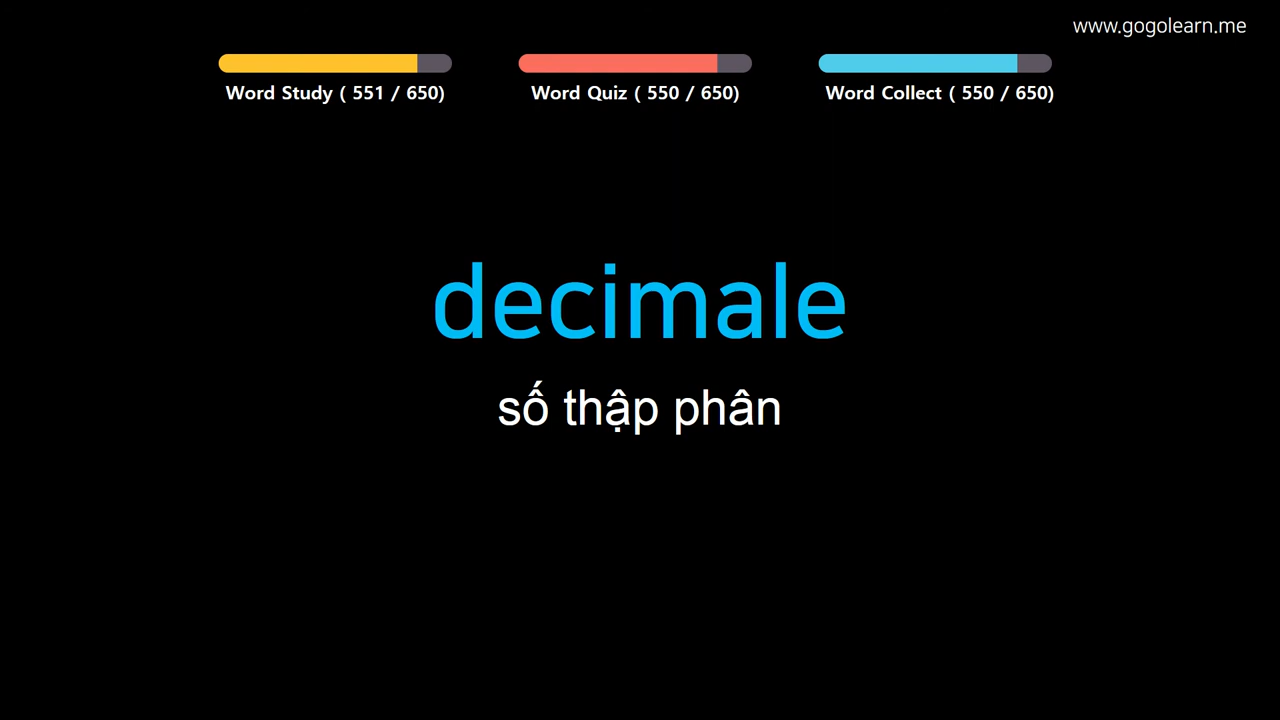 www.gogolearn.me
Word Study ( 551 / 650)
Word Quiz ( 550 / 650)
Word Collect ( 550 / 650)
decimale
số thập phân